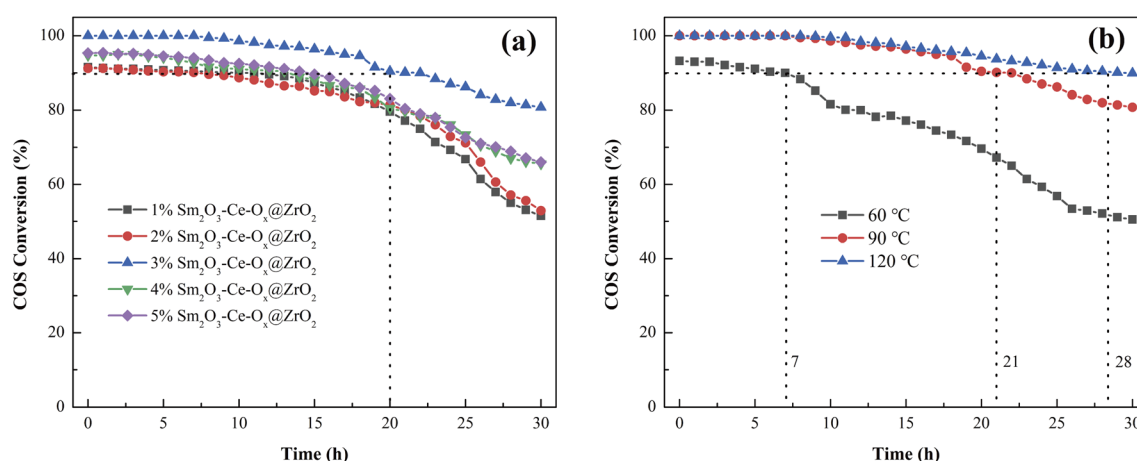 (a)
COS Conversion (%)
100
80
60
40
20
0
1% Sm₂O₃-Ce-Oₓ@ZrO₂
2% Sm₂O₃-Ce-Oₓ@ZrO₂
3% Sm₂O₃-Ce-Oₓ@ZrO₂
4% Sm₂O₃-Ce-Oₓ@ZrO₂
5% Sm₂O₃-Ce-Oₓ@ZrO₂
0 5 10 15 20 25 30
Time (h)
(b)
COS Conversion (%)
100
80
60
40
20
0
60 °C
90 °C
120 °C
7 21 28
0 5 10 15 20 25 30
Time (h)